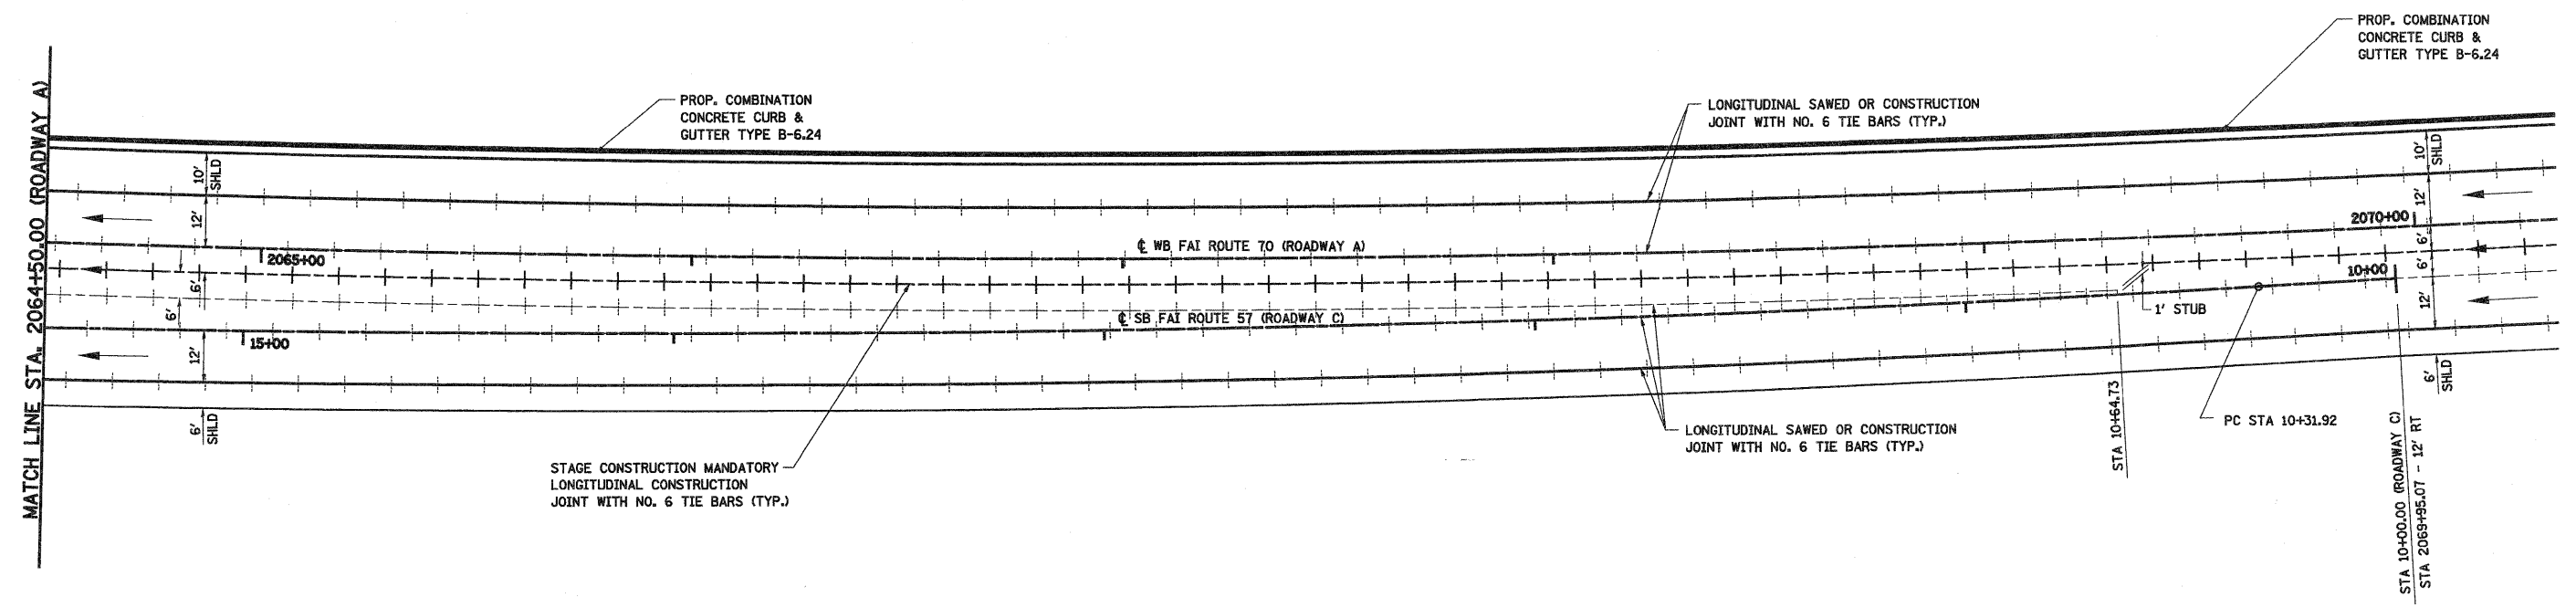 PROP. COMBINATION
CONCRETE CURB &
GUTTER TYPE B-6.24
PROP. COMBINATION
CONCRETE CURB &
GUTTER TYPE B-6.24
LONGITUDINAL SAWED OR CONSTRUCTION
JOINT WITH NO. 6 TIE BARS (TYP.)
MATCH LINE STA. 2064+50.00 (ROADWAY A)
10'
SHLD
12'
6'
6'
12'
6'
SHLD
2065+00
15+00
℄ WB FAI ROUTE 70 (ROADWAY A)
℄ SB FAI ROUTE 57 (ROADWAY C)
STAGE CONSTRUCTION MANDATORY
LONGITUDINAL CONSTRUCTION
JOINT WITH NO. 6 TIE BARS (TYP.)
LONGITUDINAL SAWED OR CONSTRUCTION
JOINT WITH NO. 6 TIE BARS (TYP.)
10'
SHLD
12'
2070+00
6'
6'
10+00
12'
1' STUB
6'
SHLD
PC STA 10+31.92
STA 10+64.73
STA 10+00.00 (ROADWAY C)
STA 2069+95.07 - 12' RT